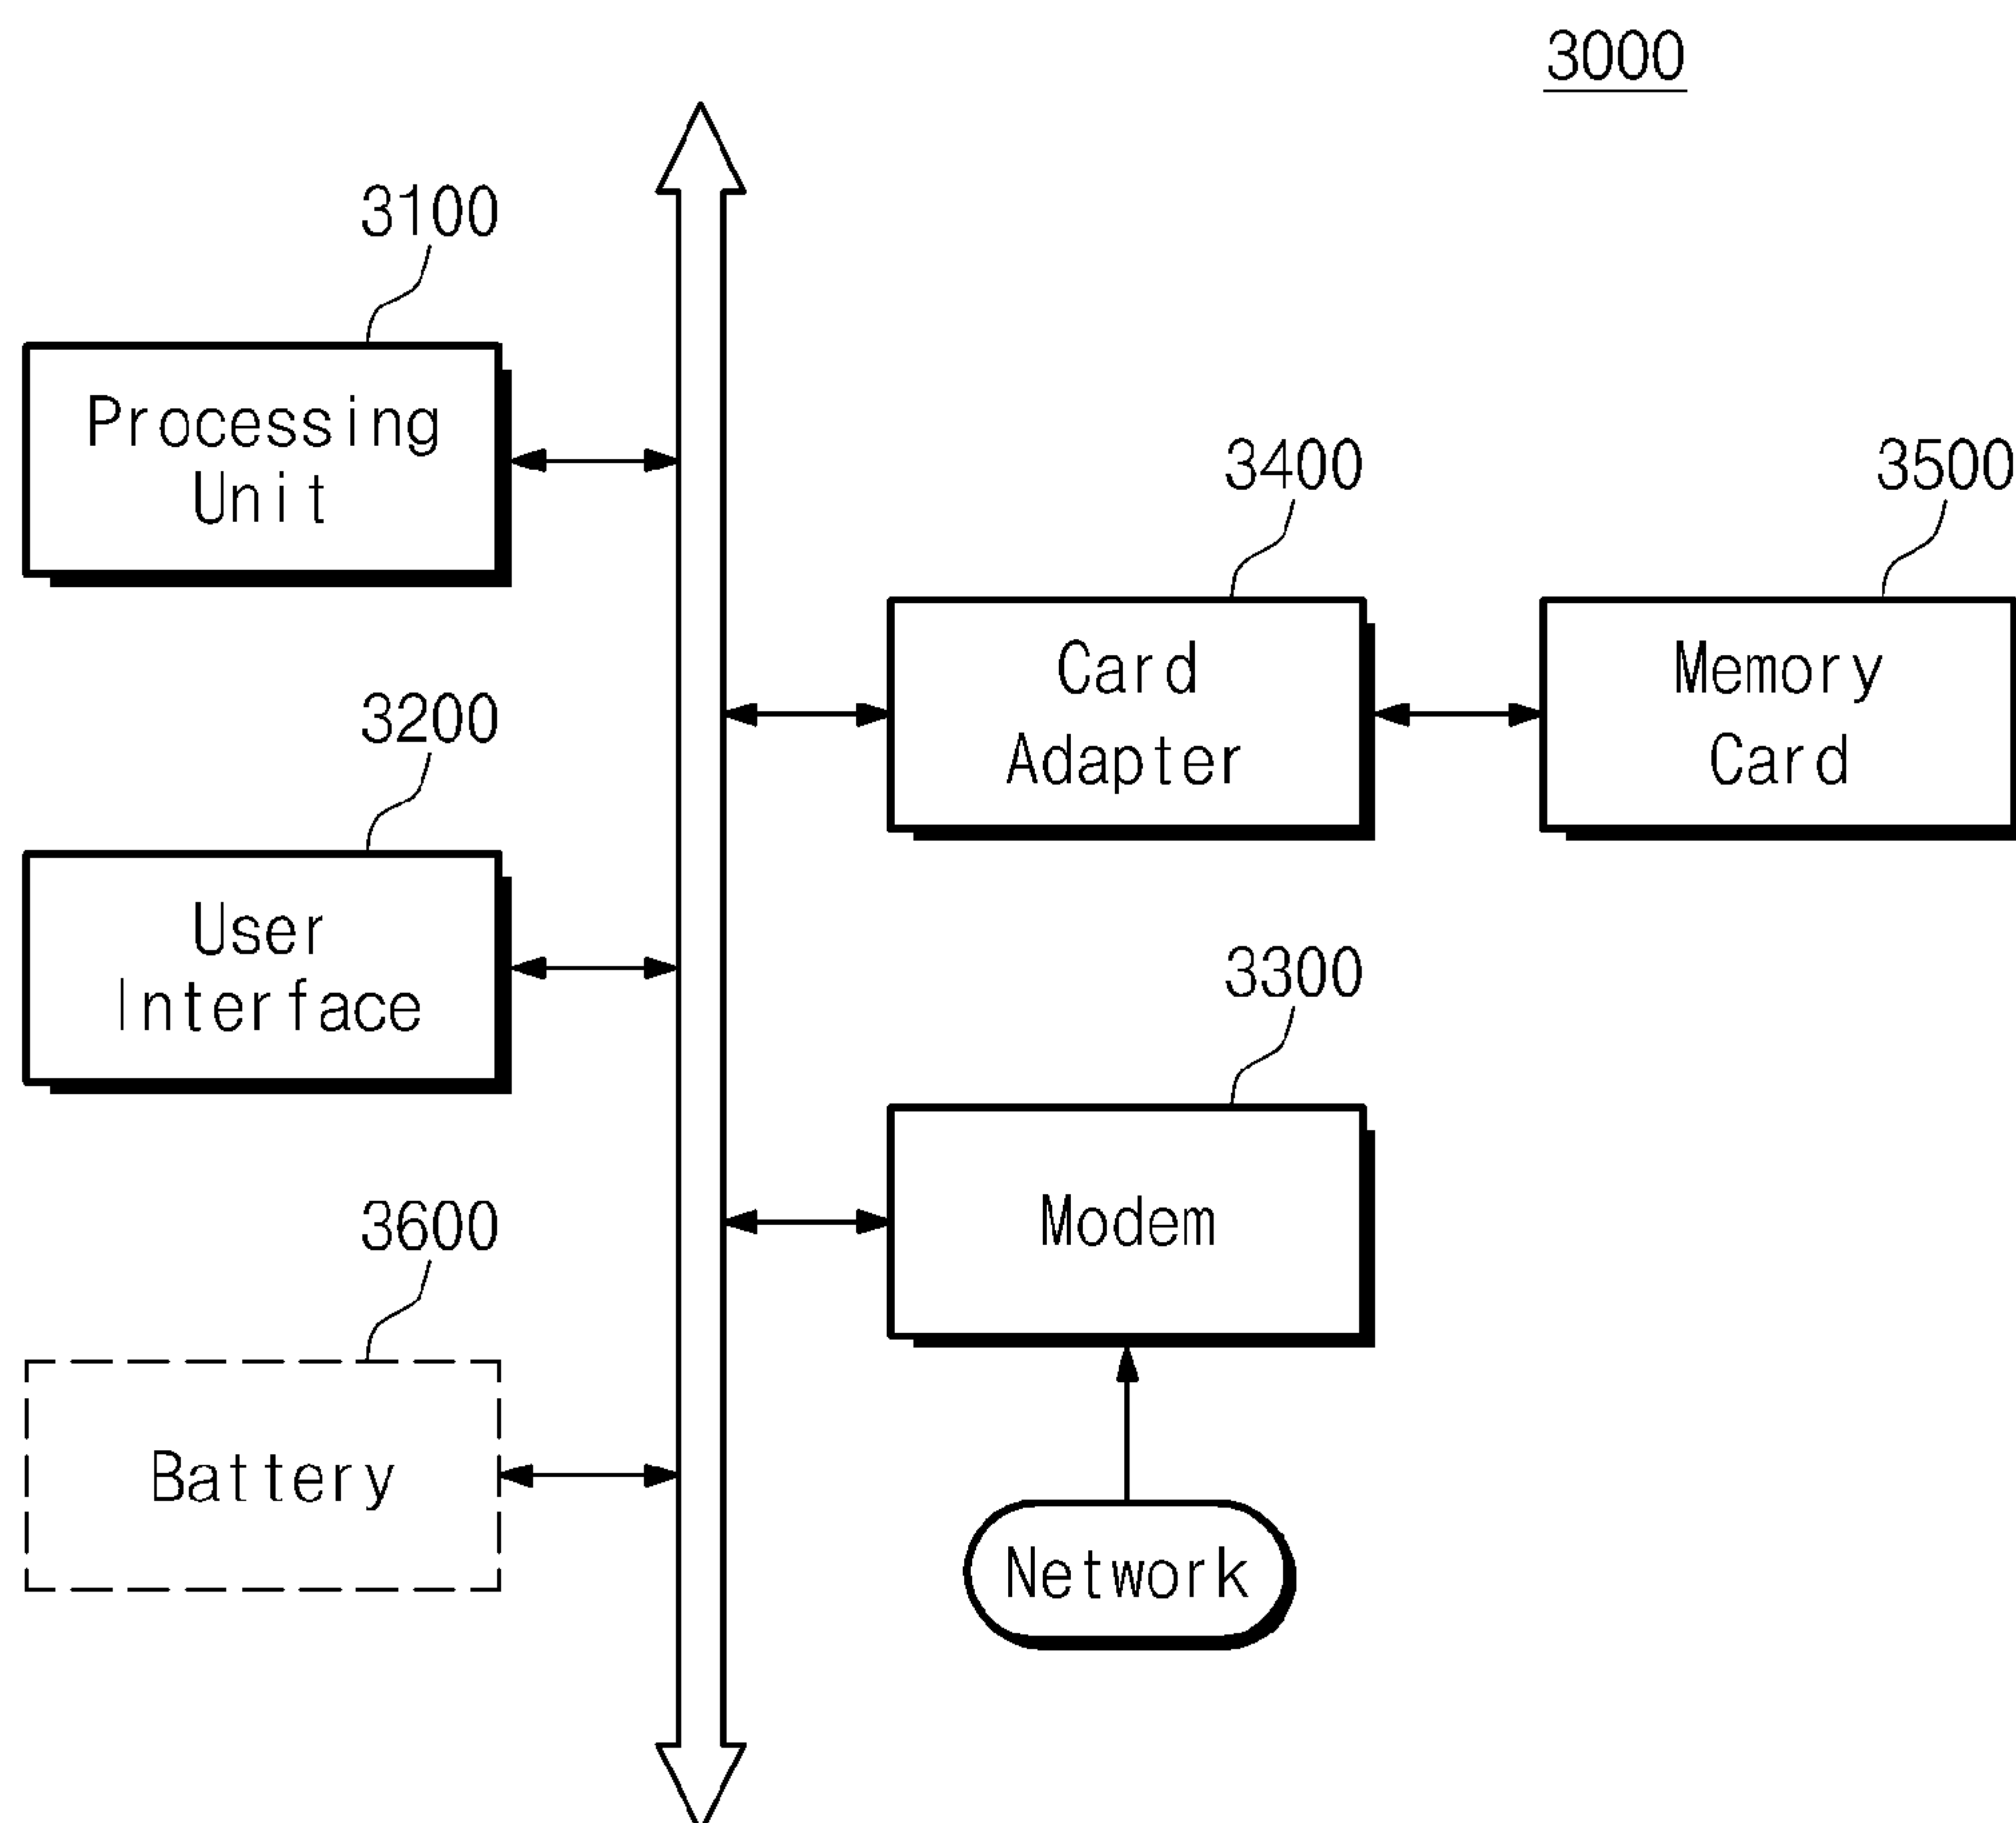 3000
3100
Processing
Unit
3400
3500
Card
Adapter
Memory
Card
3200
User
Interface
3300
Modem
3600
Battery
Network